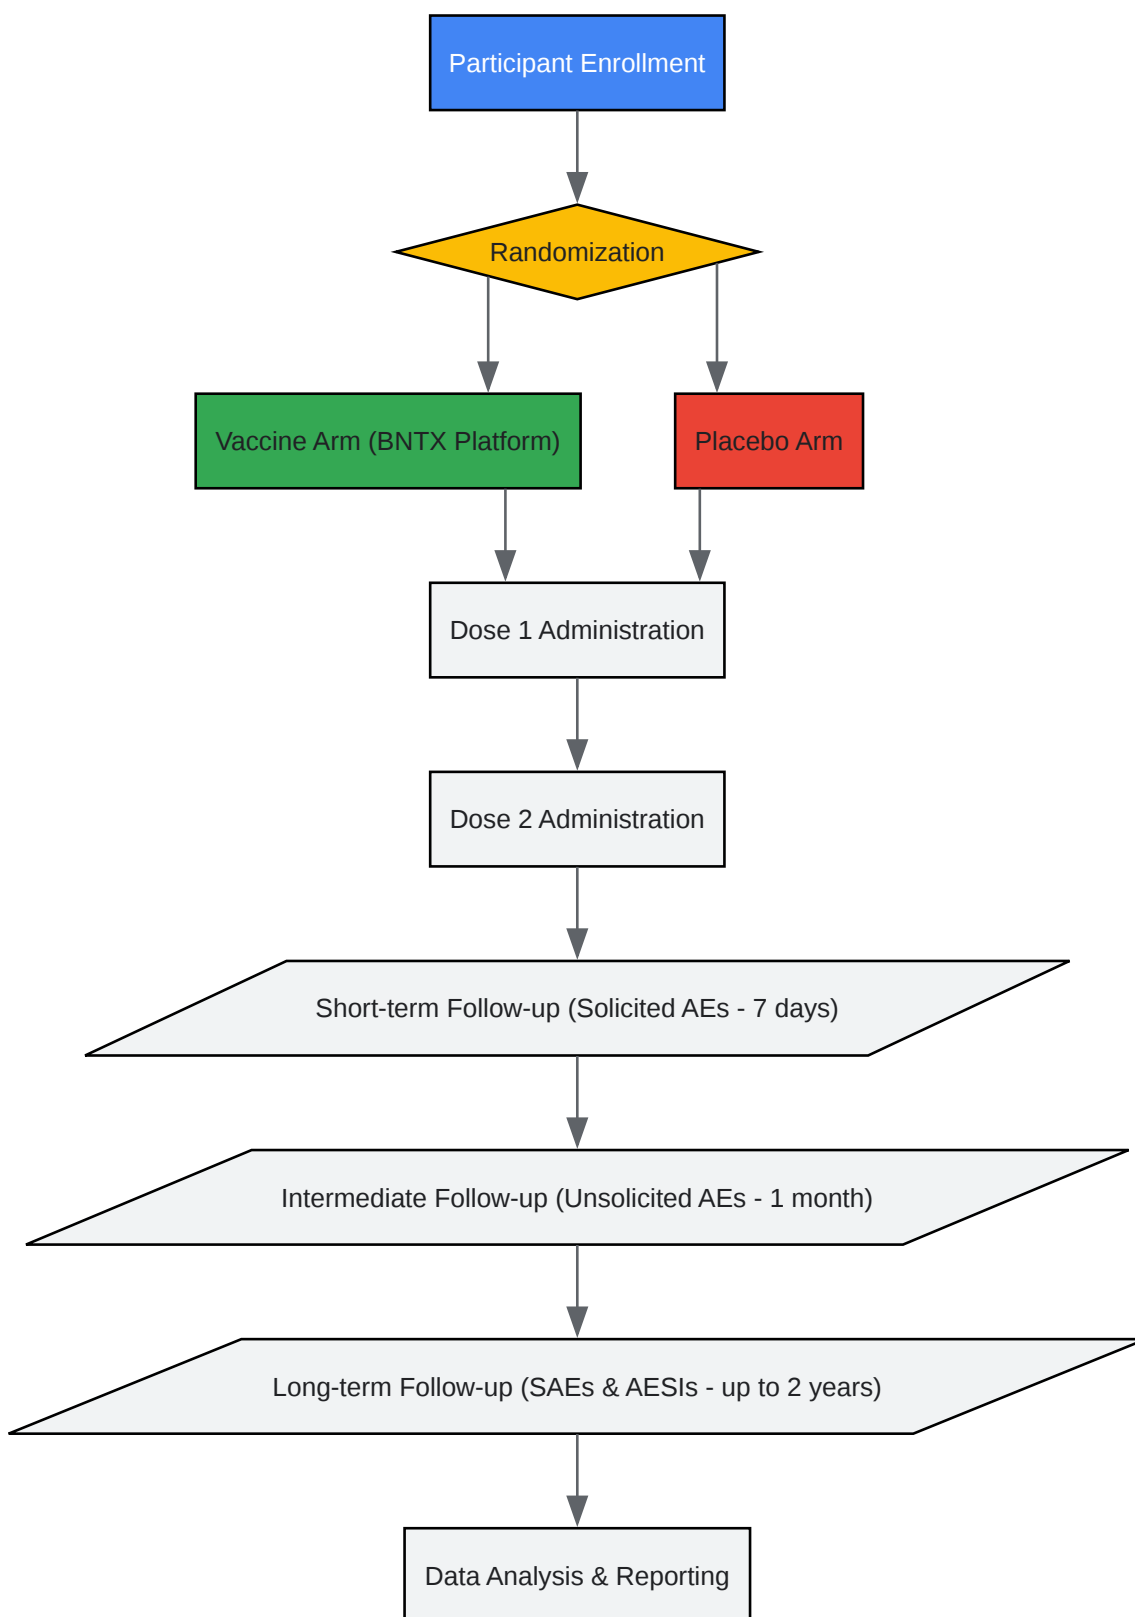 Participant Enrollment
Randomization
Vaccine Arm (BNTX Platform)
Placebo Arm
Dose 1 Administration
Dose 2 Administration
Short-term Follow-up (Solicited AEs - 7 days)
Intermediate Follow-up (Unsolicited AEs - 1 month)
Long-term Follow-up (SAEs & AESIs - up to 2 years)
Data Analysis & Reporting